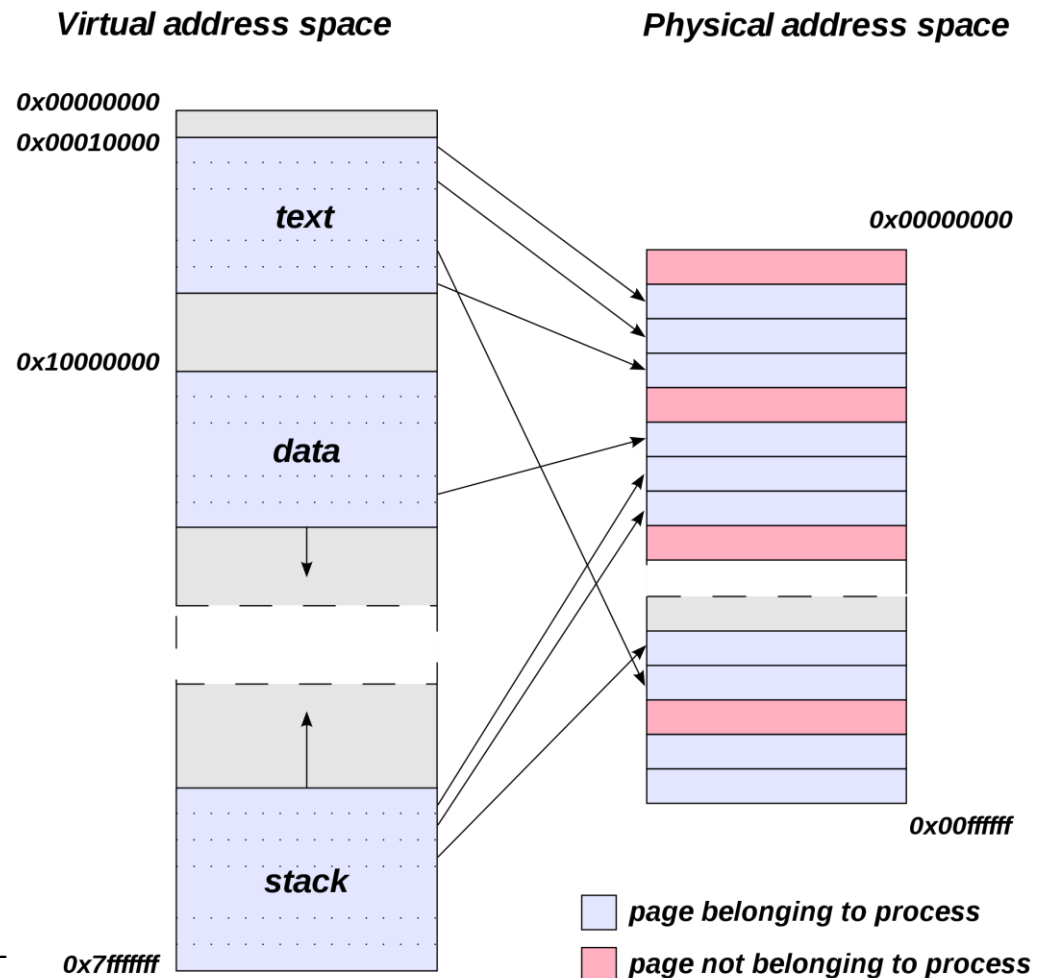 Virtual address space
Physical address space
0x00000000
0x00010000
text
0x00000000
0x10000000
data
stack
0x00ffffff
page belonging to process
0x7fffffff
page not belonging to process